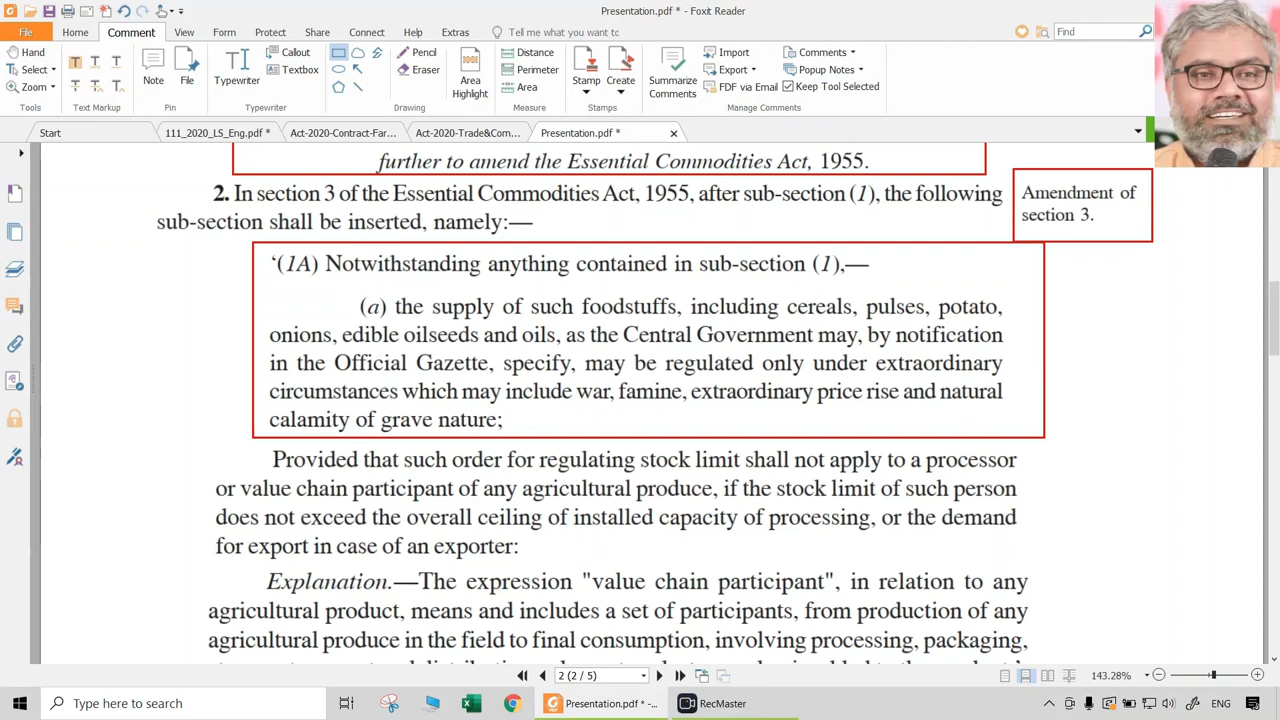 Presentation.pdf * - Foxit Reader
File
Home
Comment
View
Form
Protect
Share
Connect
Help
Extras
Tell me what you want to
Find
Hand
Select
Zoom
Tools
Text Markup
Note
File
Pin
Typewriter
Callout
Textbox
Typewriter
Pencil
Eraser
Drawing
Area
Highlight
Distance
Perimeter
Area
Measure
Stamp
Create
Stamps
Summarize
Comments
Import
Export
FDF via Email
Comments
Popup Notes
Keep Tool Selected
Manage Comments
Start
111_2020_LS_Eng.pdf *
Act-2020-Contract-Far...
Act-2020-Trade&Com...
Presentation.pdf *
further to amend the Essential Commodities Act, 1955.
2. In section 3 of the Essential Commodities Act, 1955, after sub-section (1), the following
sub-section shall be inserted, namely:—
Amendment of
section 3.
‘(1A) Notwithstanding anything contained in sub-section (1),—
(a) the supply of such foodstuffs, including cereals, pulses, potato,
onions, edible oilseeds and oils, as the Central Government may, by notification
in the Official Gazette, specify, may be regulated only under extraordinary
circumstances which may include war, famine, extraordinary price rise and natural
calamity of grave nature;
Provided that such order for regulating stock limit shall not apply to a processor
or value chain participant of any agricultural produce, if the stock limit of such person
does not exceed the overall ceiling of installed capacity of processing, or the demand
for export in case of an exporter:
Explanation.—The expression "value chain participant", in relation to any
agricultural product, means and includes a set of participants, from production of any
agricultural produce in the field to final consumption, involving processing, packaging,
2 (2 / 5)
143.28%
Type here to search
Presentation.pdf * -...
RecMaster
ENG